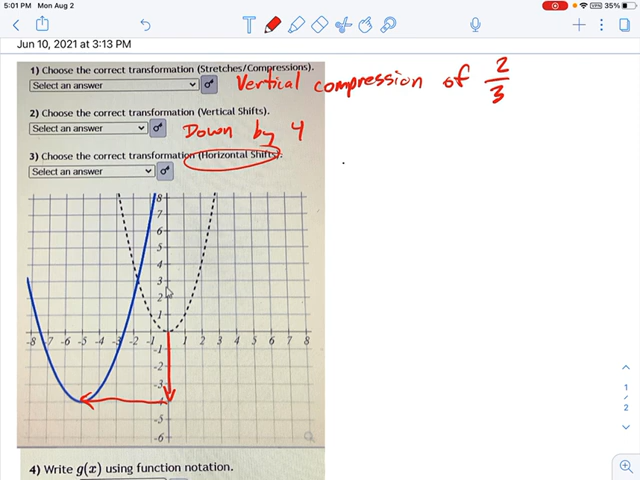 5:01 PM Mon Aug 2
35%
Jun 10, 2021 at 3:13 PM
1) Choose the correct transformation (Stretches/Compressions).
Select an answer
Vertical compression of 2/3
2) Choose the correct transformation (Vertical Shifts).
Select an answer
Down by 4
3) Choose the correct transformation (Horizontal Shifts).
Select an answer
8
7
6
5
4
3
2
1
-8 -7 -6 -5 -4 -3 -2 -1 1 2 3 4 5 6 7 8
-1
-2
-3
-4
-5
-6
4) Write g(x) using function notation.
1
2